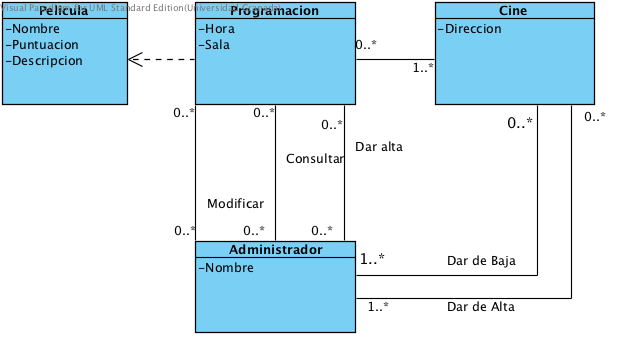 Visual Paradigm for UML Standard Edition(Universidad Granada)
Pelicula
-Nombre
-Puntuacion
-Descripcion
Programacion
-Hora
-Sala
Cine
-Direccion
0..*
1..*
0..*
0..*
0..*
0..*
0..*
Dar alta
Consultar
Modificar
0..*
0..*
0..*
Administrador
-Nombre
1..*
Dar de Baja
1..*
Dar de Alta